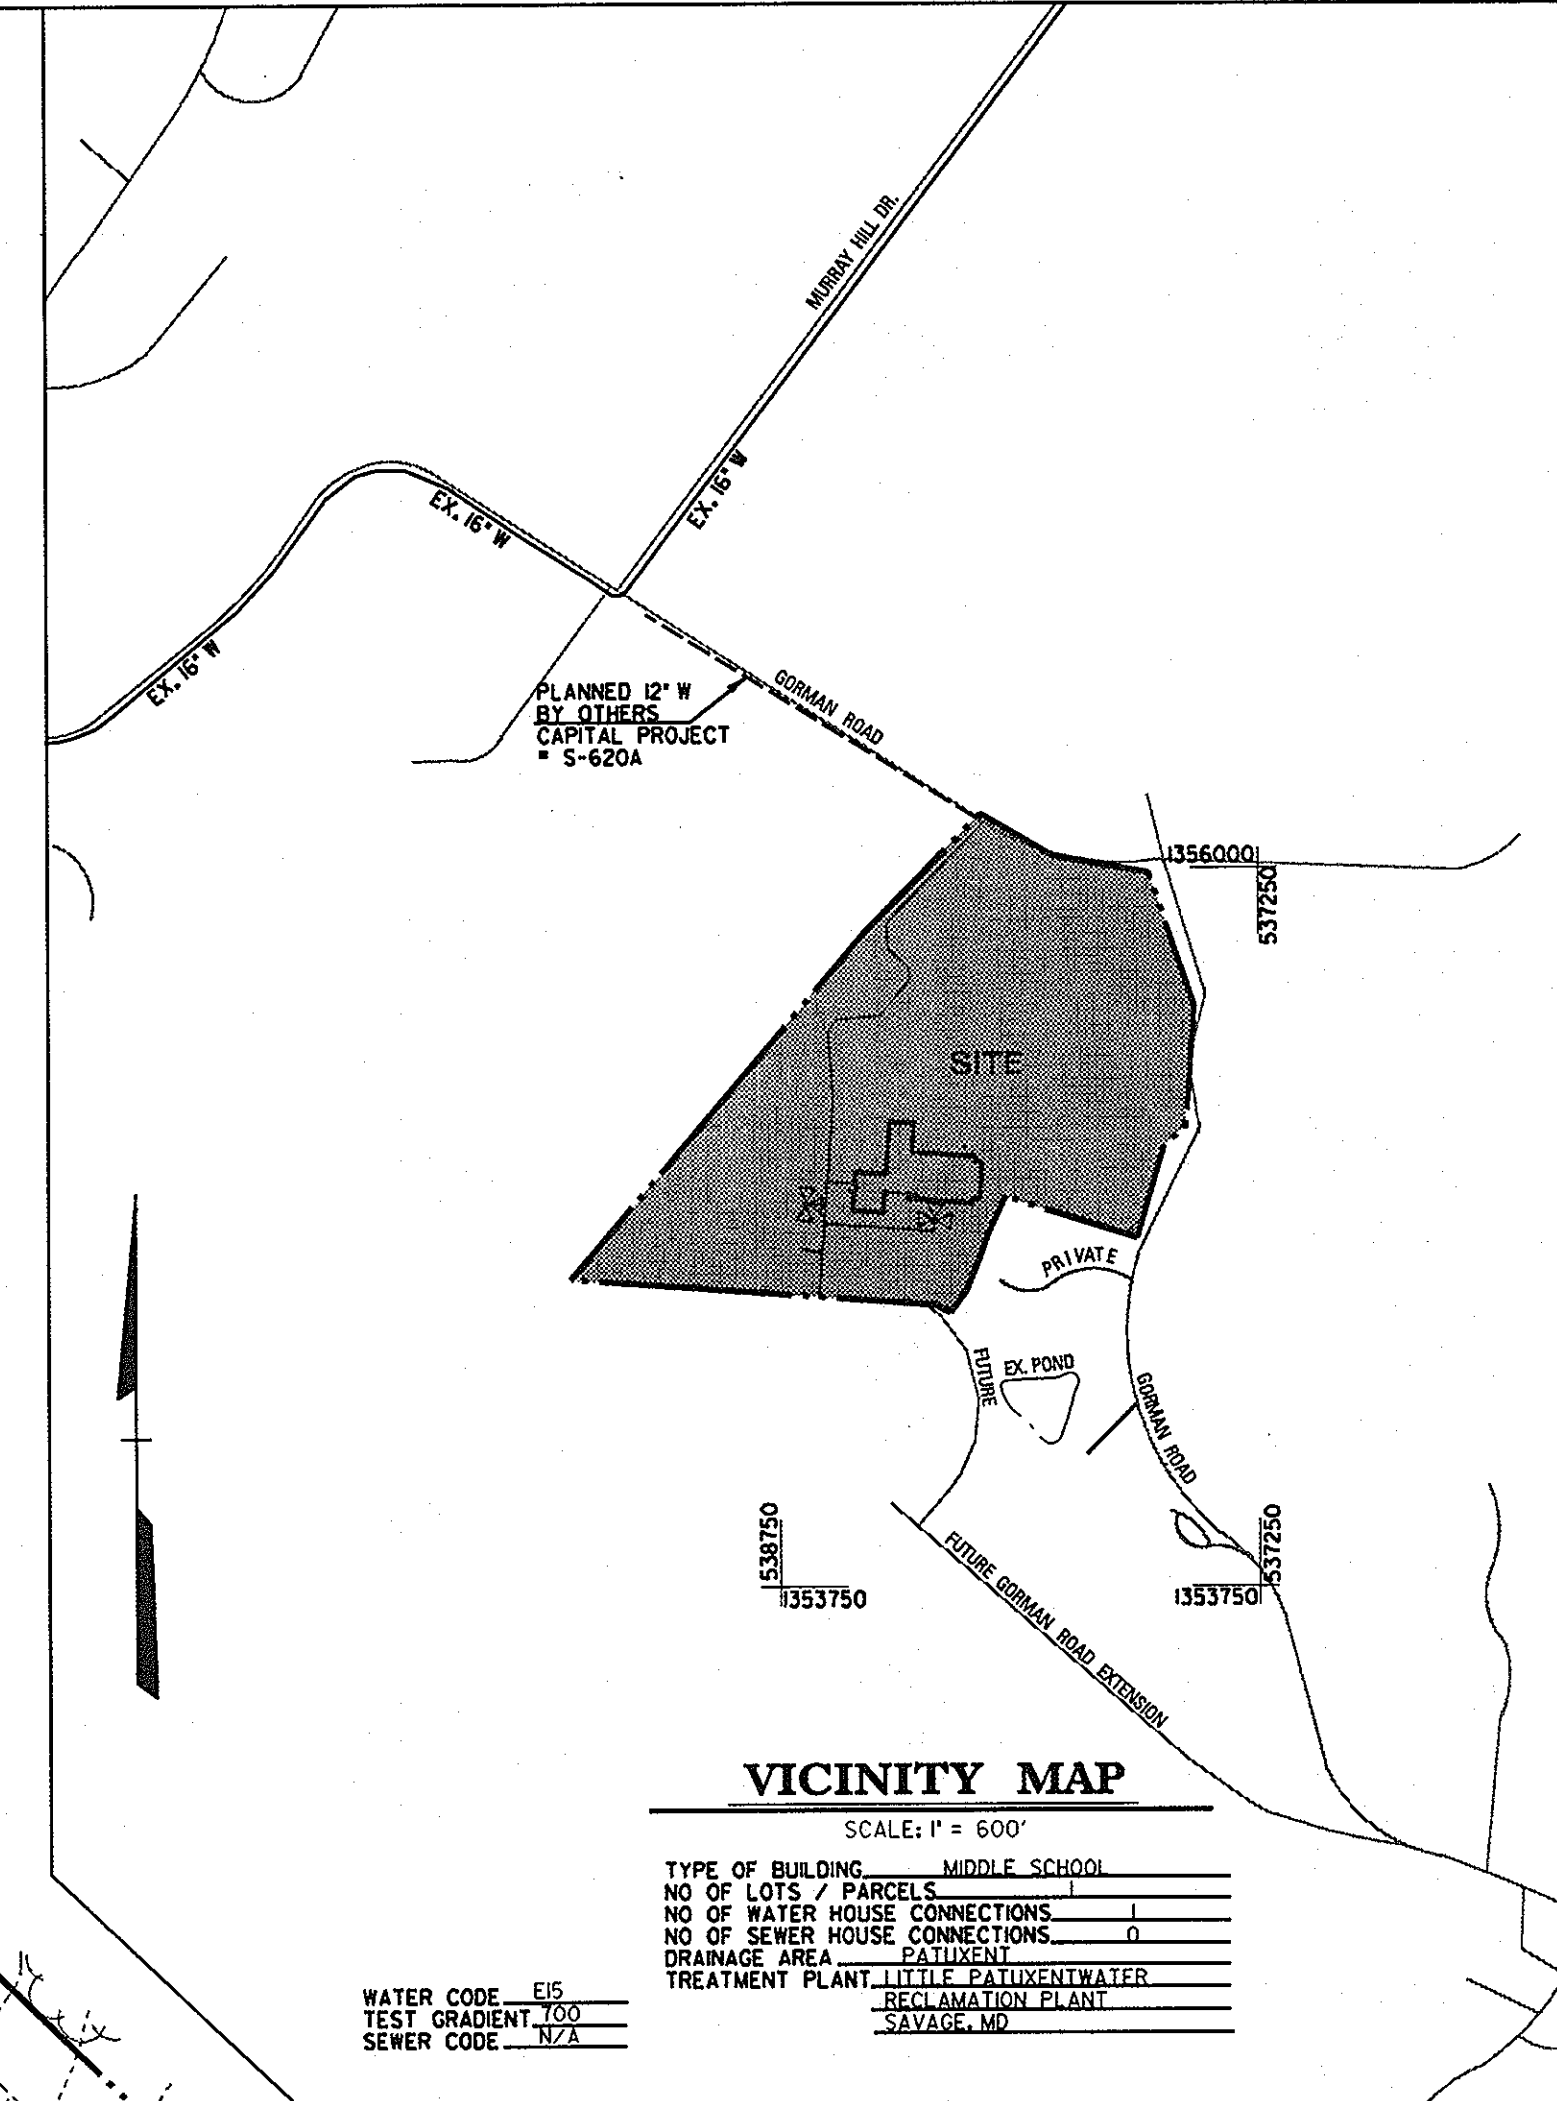 MURRAY HILL DR.
EX. 16" W
EX. 16" W
EX. 16" W
PLANNED 12" W
BY OTHERS
CAPITAL PROJECT
# S-620A
GORMAN ROAD
1356000
537250
SITE
PRIVATE
FUTURE
EX. POND
GORMAN ROAD
538750
1353750
537250
1353750
FUTURE GORMAN ROAD EXTENSION
VICINITY MAP
SCALE: 1" = 600'
TYPE OF BUILDING MIDDLE SCHOOL
NO OF LOTS / PARCELS 1
NO OF WATER HOUSE CONNECTIONS 1
NO OF SEWER HOUSE CONNECTIONS 0
DRAINAGE AREA PATUXENT
TREATMENT PLANT LITTLE PATUXENTWATER
RECLAMATION PLANT
SAVAGE, MD
WATER CODE E15
TEST GRADIENT 700
SEWER CODE N/A